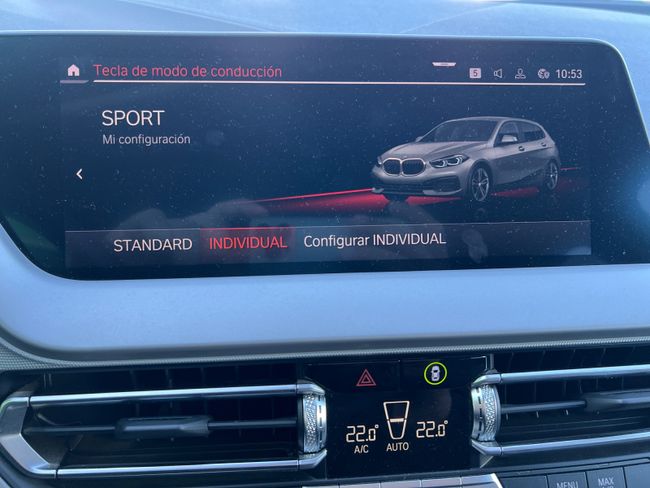 Tecla de modo de conducción
5
10:53
SPORT
Mi configuración
STANDARD INDIVIDUAL Configurar INDIVIDUAL
22.0 22.0
A/C AUTO
MENU MAX